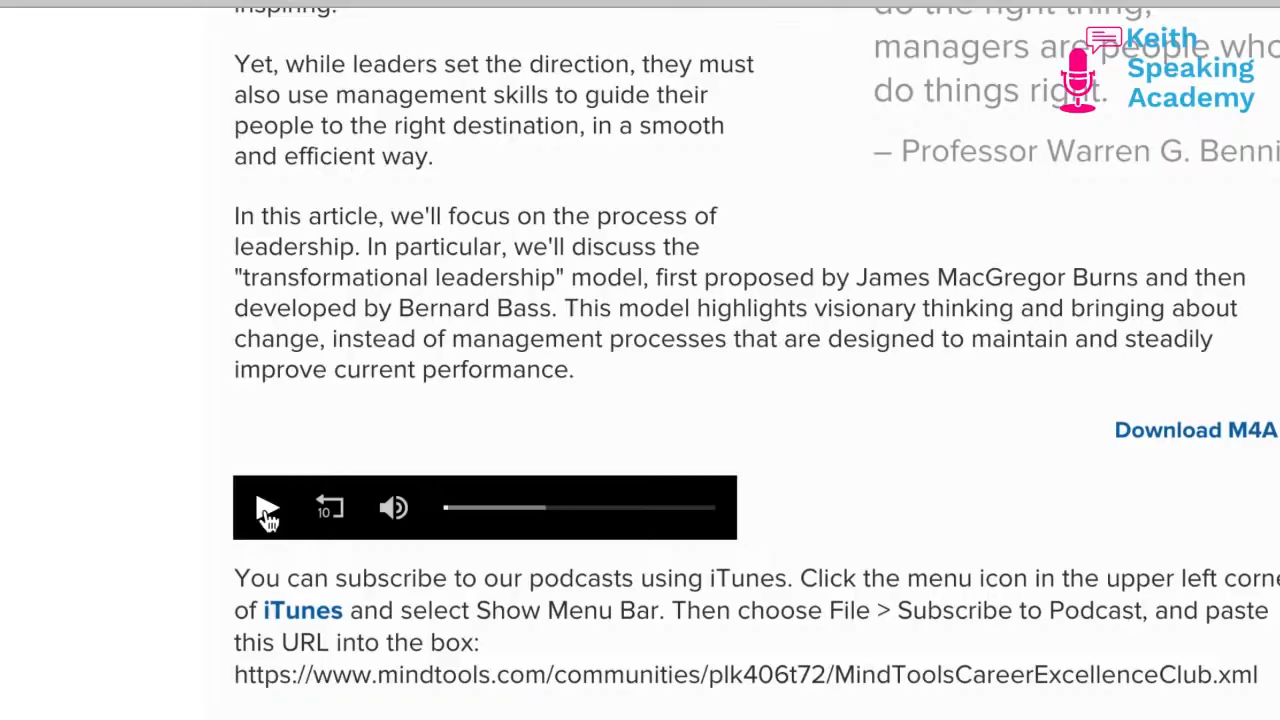 inspiring.
do the right thing,
managers are people who
do things right.
– Professor Warren G. Benni
Keith
Speaking
Academy
Yet, while leaders set the direction, they must
also use management skills to guide their
people to the right destination, in a smooth
and efficient way.
In this article, we'll focus on the process of
leadership. In particular, we'll discuss the
"transformational leadership" model, first proposed by James MacGregor Burns and then
developed by Bernard Bass. This model highlights visionary thinking and bringing about
change, instead of management processes that are designed to maintain and steadily
improve current performance.
Download M4A
10
You can subscribe to our podcasts using iTunes. Click the menu icon in the upper left corne
of iTunes and select Show Menu Bar. Then choose File > Subscribe to Podcast, and paste
this URL into the box:
https://www.mindtools.com/communities/plk406t72/MindToolsCareerExcellenceClub.xml